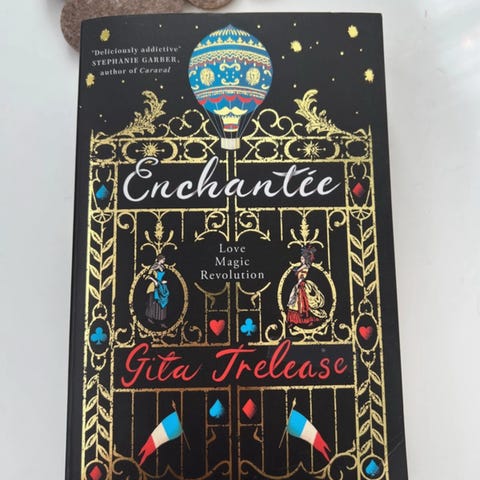 'Deliciously addictive'
STEPHANIE GARBER,
author of Caraval
Enchantée
Love
Magic
Revolution
Gita Trelease